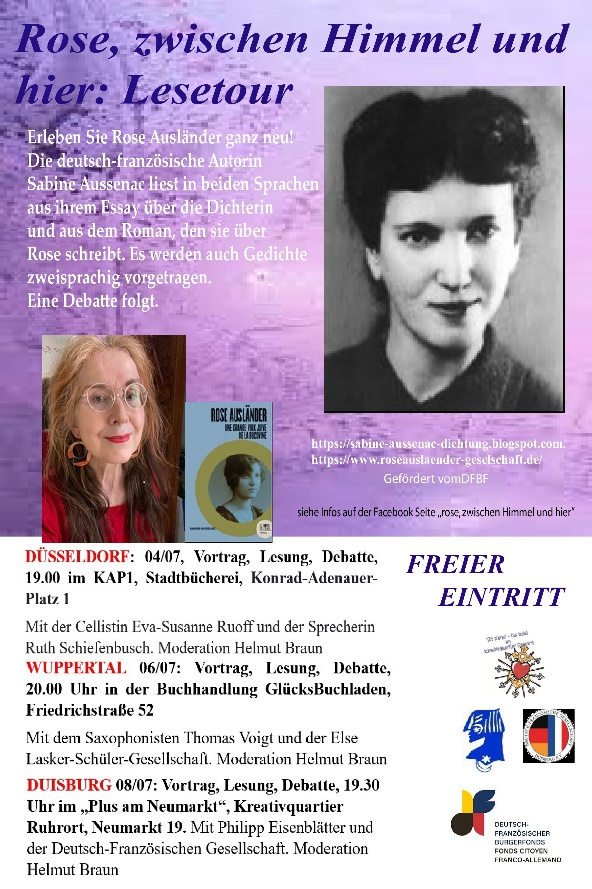 Rose, zwischen Himmel und
hier: Lesetour
Erleben Sie Rose Ausländer ganz neu!
Die deutsch-französische Autorin
Sabine Aussenac liest in beiden Sprachen
aus ihrem Essay über die Dichterin
und aus dem Roman, den sie über
Rose schreibt. Es werden auch Gedichte
zweisprachig vorgetragen.
Eine Debatte folgt.
ROSE AUSLÄNDER
UNE GRANDE VOIX JUIVE
DE LA BUCOVINE
SABINE AUSSENAC
https://sabine-aussenac-dichtung.blogspot.com.
https://www.roseauslaender-geselschaft.de/
Gefördert vomDFBF
siehe Infos auf der Facebook Seite „rose, zwischen Himmel und hier“
DÜSSELDORF: 04/07, Vortrag, Lesung, Debatte,
19.00 im KAP1, Stadtbücherei, Konrad-Adenauer-
Platz 1
Mit der Cellistin Eva-Susanne Ruoff und der Sprecherin
Ruth Schiefenbusch. Moderation Helmut Braun
WUPPERTAL 06/07: Vortrag, Lesung, Debatte,
20.00 Uhr in der Buchhandlung GlücksBuchladen,
Friedrichstraße 52
Mit dem Saxophonisten Thomas Voigt und der Else
Lasker-Schüler-Gesellschaft. Moderation Helmut Braun
DUISBURG 08/07: Vortrag, Lesung, Debatte, 19.30
Uhr im „Plus am Neumarkt“, Kreativquartier
Ruhrort, Neumarkt 19. Mit Philipp Eisenblätter und
der Deutsch-Französischen Gesellschaft. Moderation
Helmut Braun
FREIER
EINTRITT
DEUTSCH-
FRANZÖSISCHER
BÜRGERFONDS
FONDS CITOYEN
FRANCO-ALLEMAND